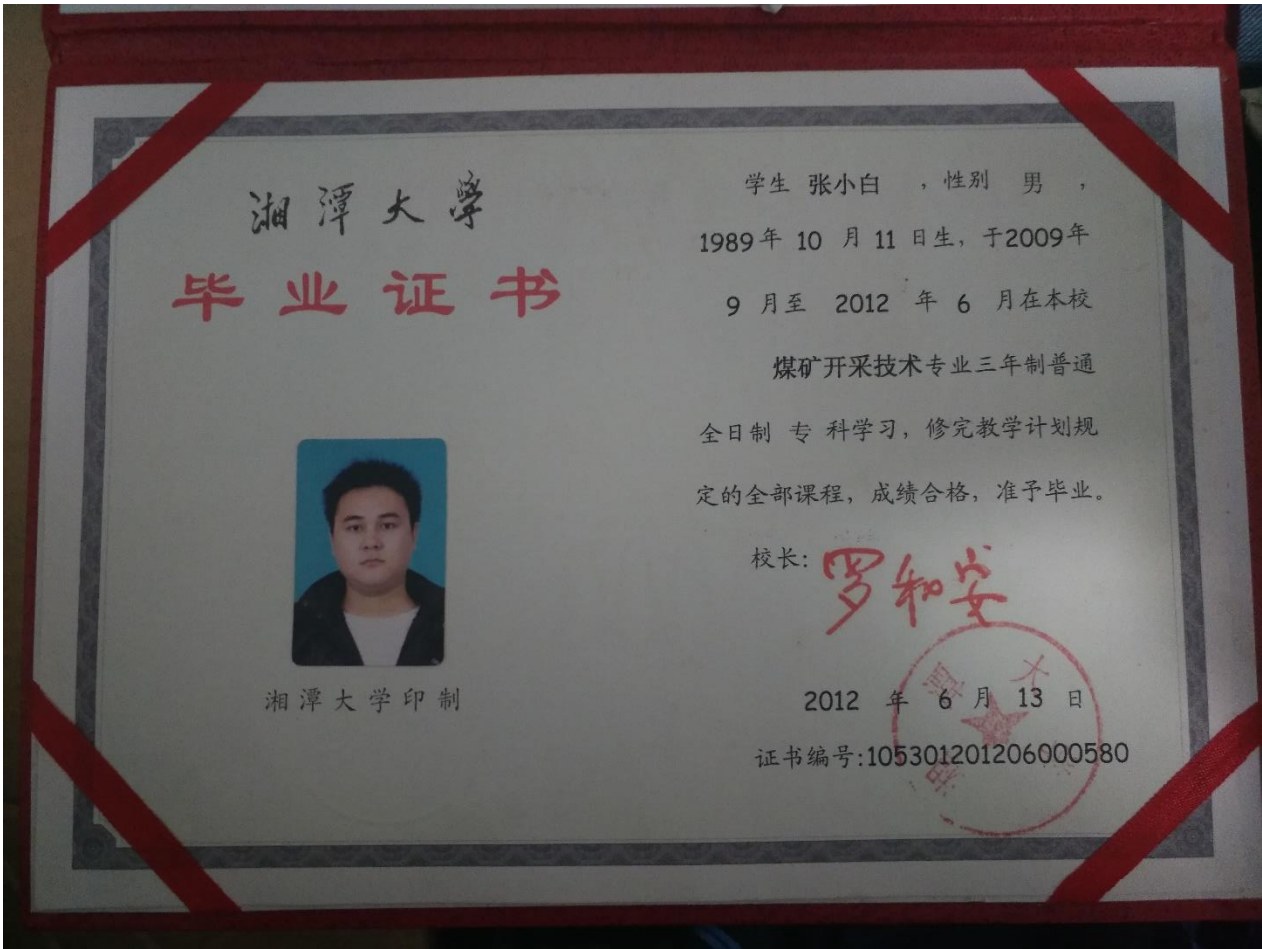 湘潭大学
毕业证书
湘潭大学印制
学生 张小白 ，性别 男 ，
1989年 10 月 11 日生，于2009年
9 月至 2012 年 6 月在本校
煤矿开采技术专业三年制普通
全日制 专 科学习，修完教学计划规
定的全部课程，成绩合格，准予毕业。
校长：罗和安
湘潭大学
2012 年 6 月 13 日
证书编号:105301201206000580